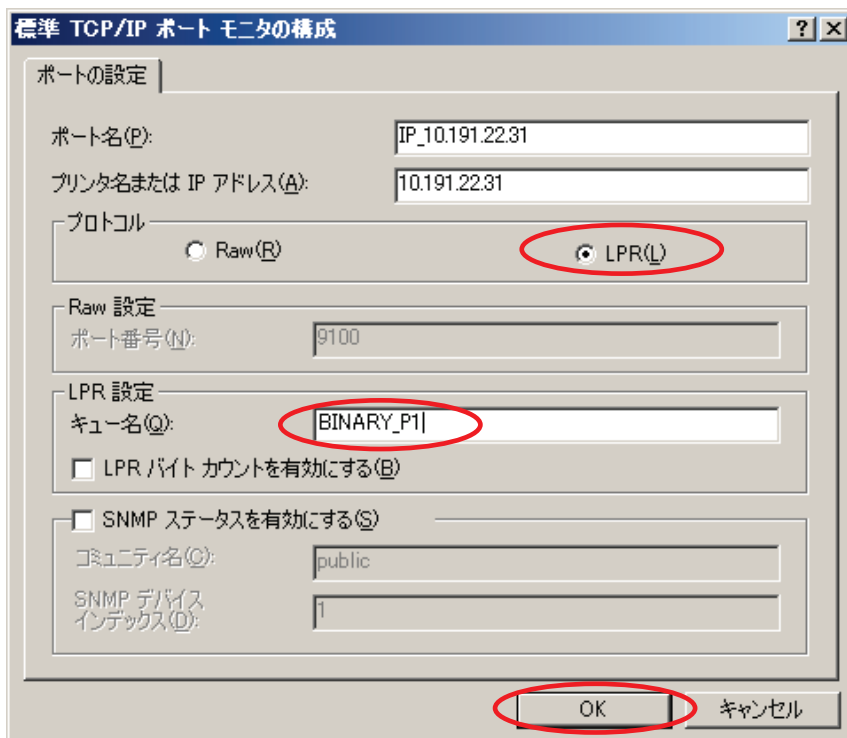 標準 TCP/IP ポート モニタの構成
ポートの設定
ポート名(P): IP_10.191.22.31
プリンタ名または IP アドレス(A): 10.191.22.31
プロトコル
Raw(R) LPR(L)
Raw 設定
ポート番号(N): 9100
LPR 設定
キュー名(Q): BINARY_P1
LPR バイト カウントを有効にする(B)
SNMP ステータスを有効にする(S)
コミュニティ名(C): public
SNMP デバイス
インデックス(D): 1
OK キャンセル